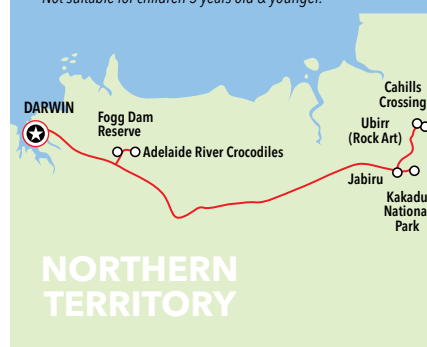 Not suitable for children 5 years old & younger.
DARWIN
Fogg Dam
Reserve
Adelaide River Crocodiles
Cahills
Crossing
Ubirr
(Rock Art)
Jabiru
Kakadu
National
Park
NORTHERN
TERRITORY